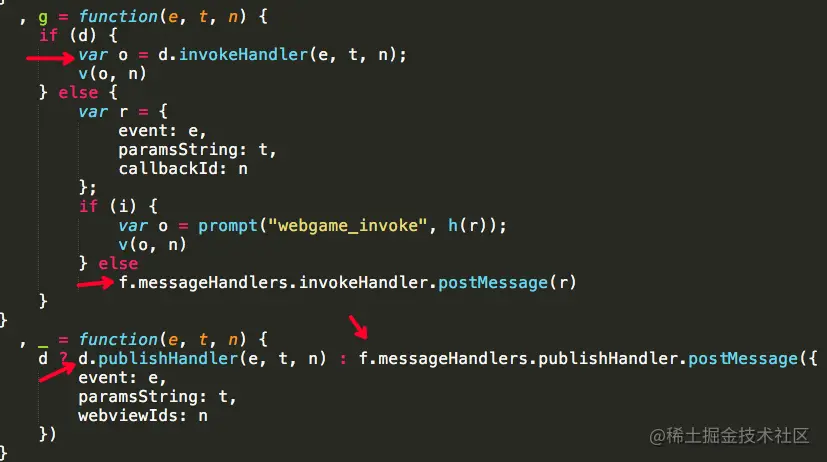 , g = function(e, t, n) {
if (d) {
var o = d.invokeHandler(e, t, n);
v(o, n)
} else {
var r = {
event: e,
paramsString: t,
callbackId: n
};
if (i) {
var o = prompt("webgame_invoke", h(r));
v(o, n)
} else
f.messageHandlers.invokeHandler.postMessage(r)
}
}
, _ = function(e, t, n) {
d ? d.publishHandler(e, t, n) : f.messageHandlers.publishHandler.postMessage({
event: e,
paramsString: t,
webviewIds: n
})
}
@稀土掘金技术社区